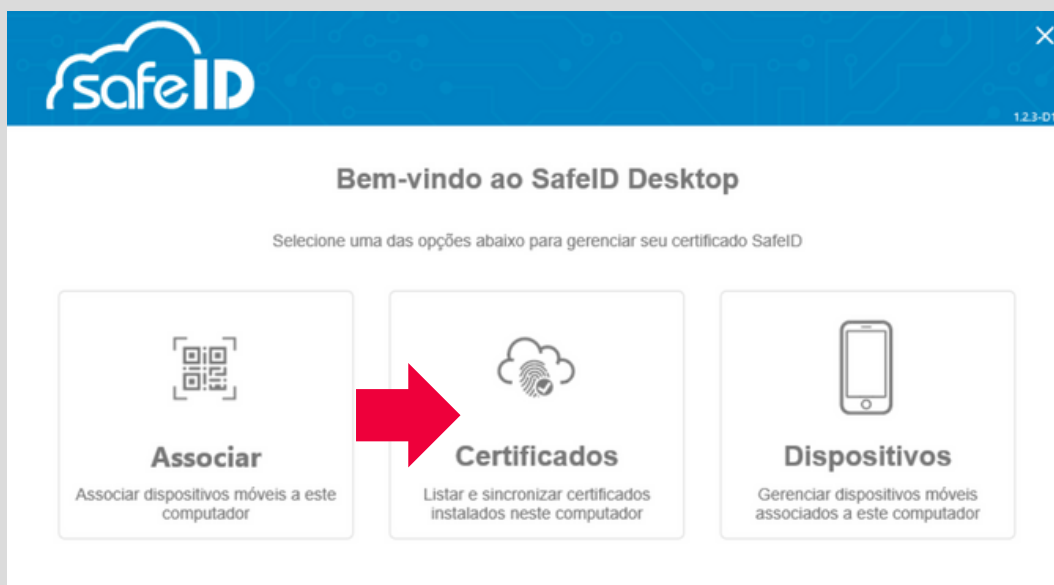 safeID
1.2.3-D1
Bem-vindo ao SafeID Desktop
Selecione uma das opções abaixo para gerenciar seu certificado SafeID
Associar
Associar dispositivos móveis a este
computador
Certificados
Listar e sincronizar certificados
instalados neste computador
Dispositivos
Gerenciar dispositivos móveis
associados a este computador